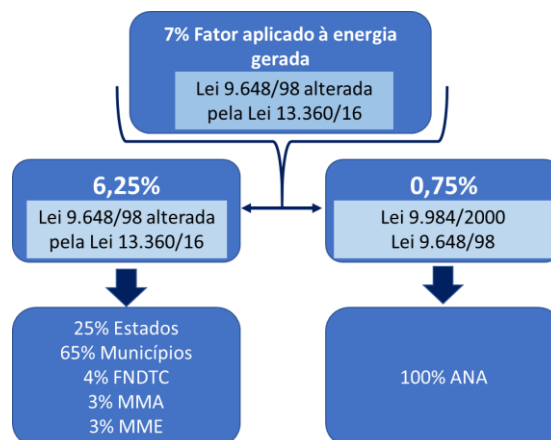 7% Fator aplicado à energia
gerada
Lei 9.648/98 alterada
pela Lei 13.360/16
6,25%
Lei 9.648/98 alterada
pela Lei 13.360/16
0,75%
Lei 9.984/2000
Lei 9.648/98
25% Estados
65% Municípios
4% FNDTC
3% MMA
3% MME
100% ANA